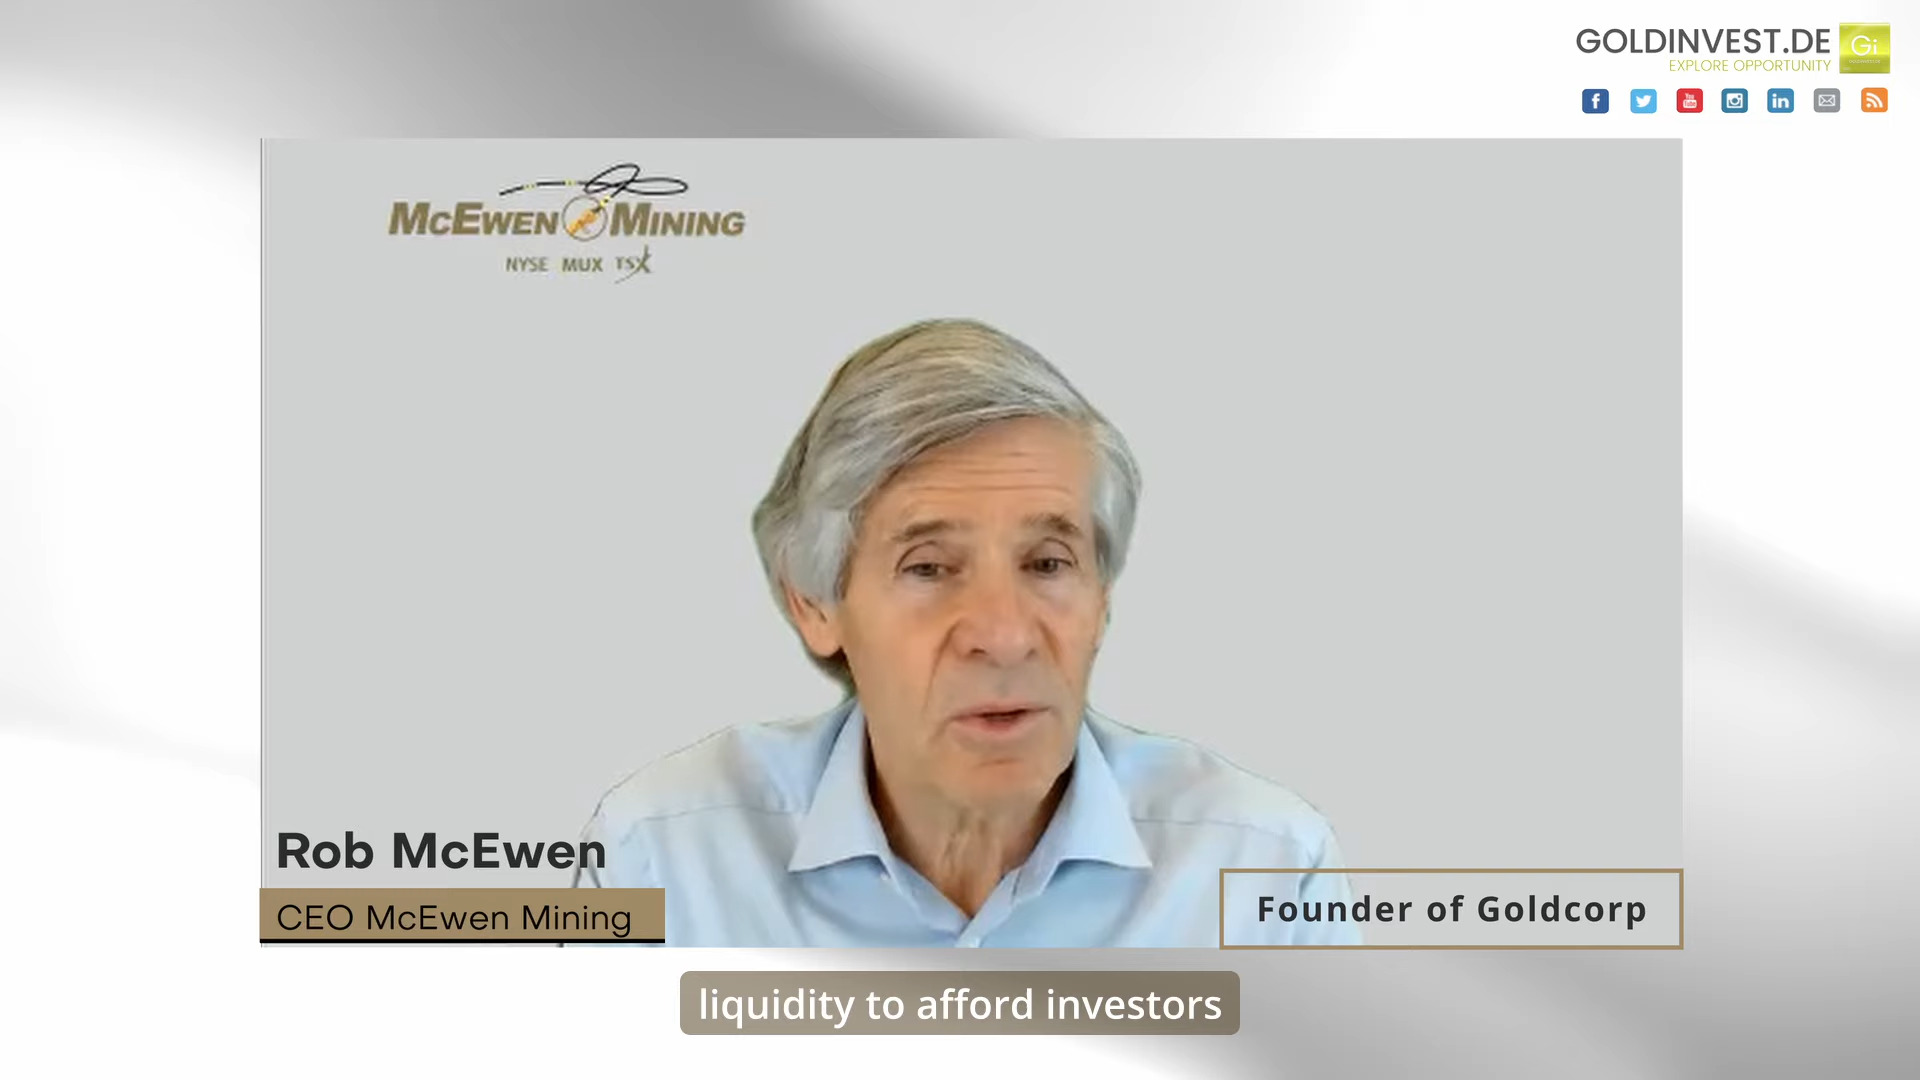 GOLDINVEST.DE
EXPLORE OPPORTUNITY
Gi
McEwen Mining
NYSE MUX TSX
Rob McEwen
CEO McEwen Mining
Founder of Goldcorp
liquidity to afford investors